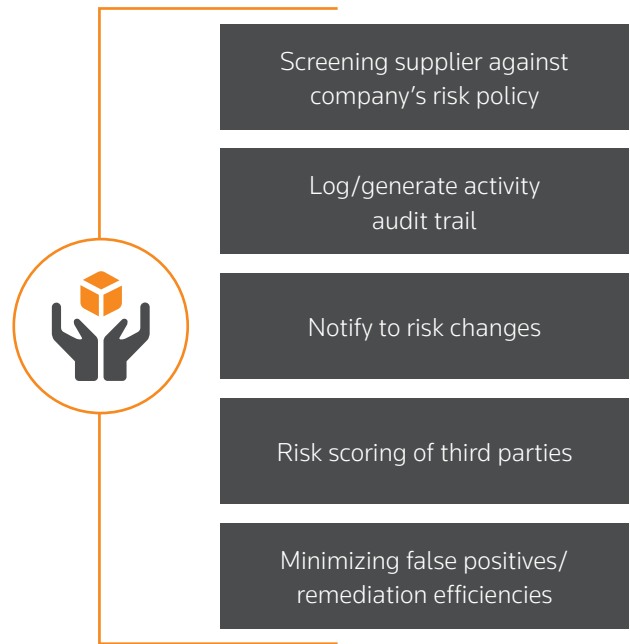 Screening supplier against
company’s risk policy
Log/generate activity
audit trail
Notify to risk changes
Risk scoring of third parties
Minimizing false positives/
remediation efficiencies